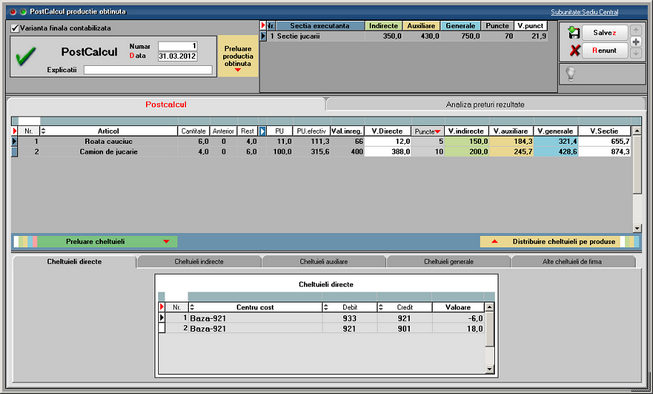 PostCalcul productie obtinuta
Subunitate:Sediu Central
Varianta finala contabilizata
PostCalcul
Numar 1
Data 31.03.2012
Explicatii
Preluare productia obtinuta
Nr. Sectia executanta Indirecte Auxiliare Generale Puncte V.punct
1 Sectie jucarii 350,0 430,0 750,0 70 21,9
Salvez
Renunt
Postcalcul
Analiza preturi rezultate
Nr. Articol Cantitate Anterior Rest PU PU.efectiv Val.inreg. V.Directe Puncte V.indirecte V.auxiliare V.generale V.Sectie
1 Roata cauciuc 6,0 0 4,0 11,0 111,3 66 12,0 5 150,0 184,3 321,4 655,7
2 Camion de jucarie 4,0 0 6,0 100,0 315,6 400 388,0 10 200,0 245,7 428,6 874,3
Preluare cheltuieli
Distribuire cheltuieli pe produse
Cheltuieli directe
Cheltuieli indirecte
Cheltuieli auxiliare
Cheltuieli generale
Alte cheltuieli de firma
Cheltuieli directe
Nr. Centru cost Debit Credit Valoare
1 Baza-921 933 921 -6,0
2 Baza-921 921 901 18,0